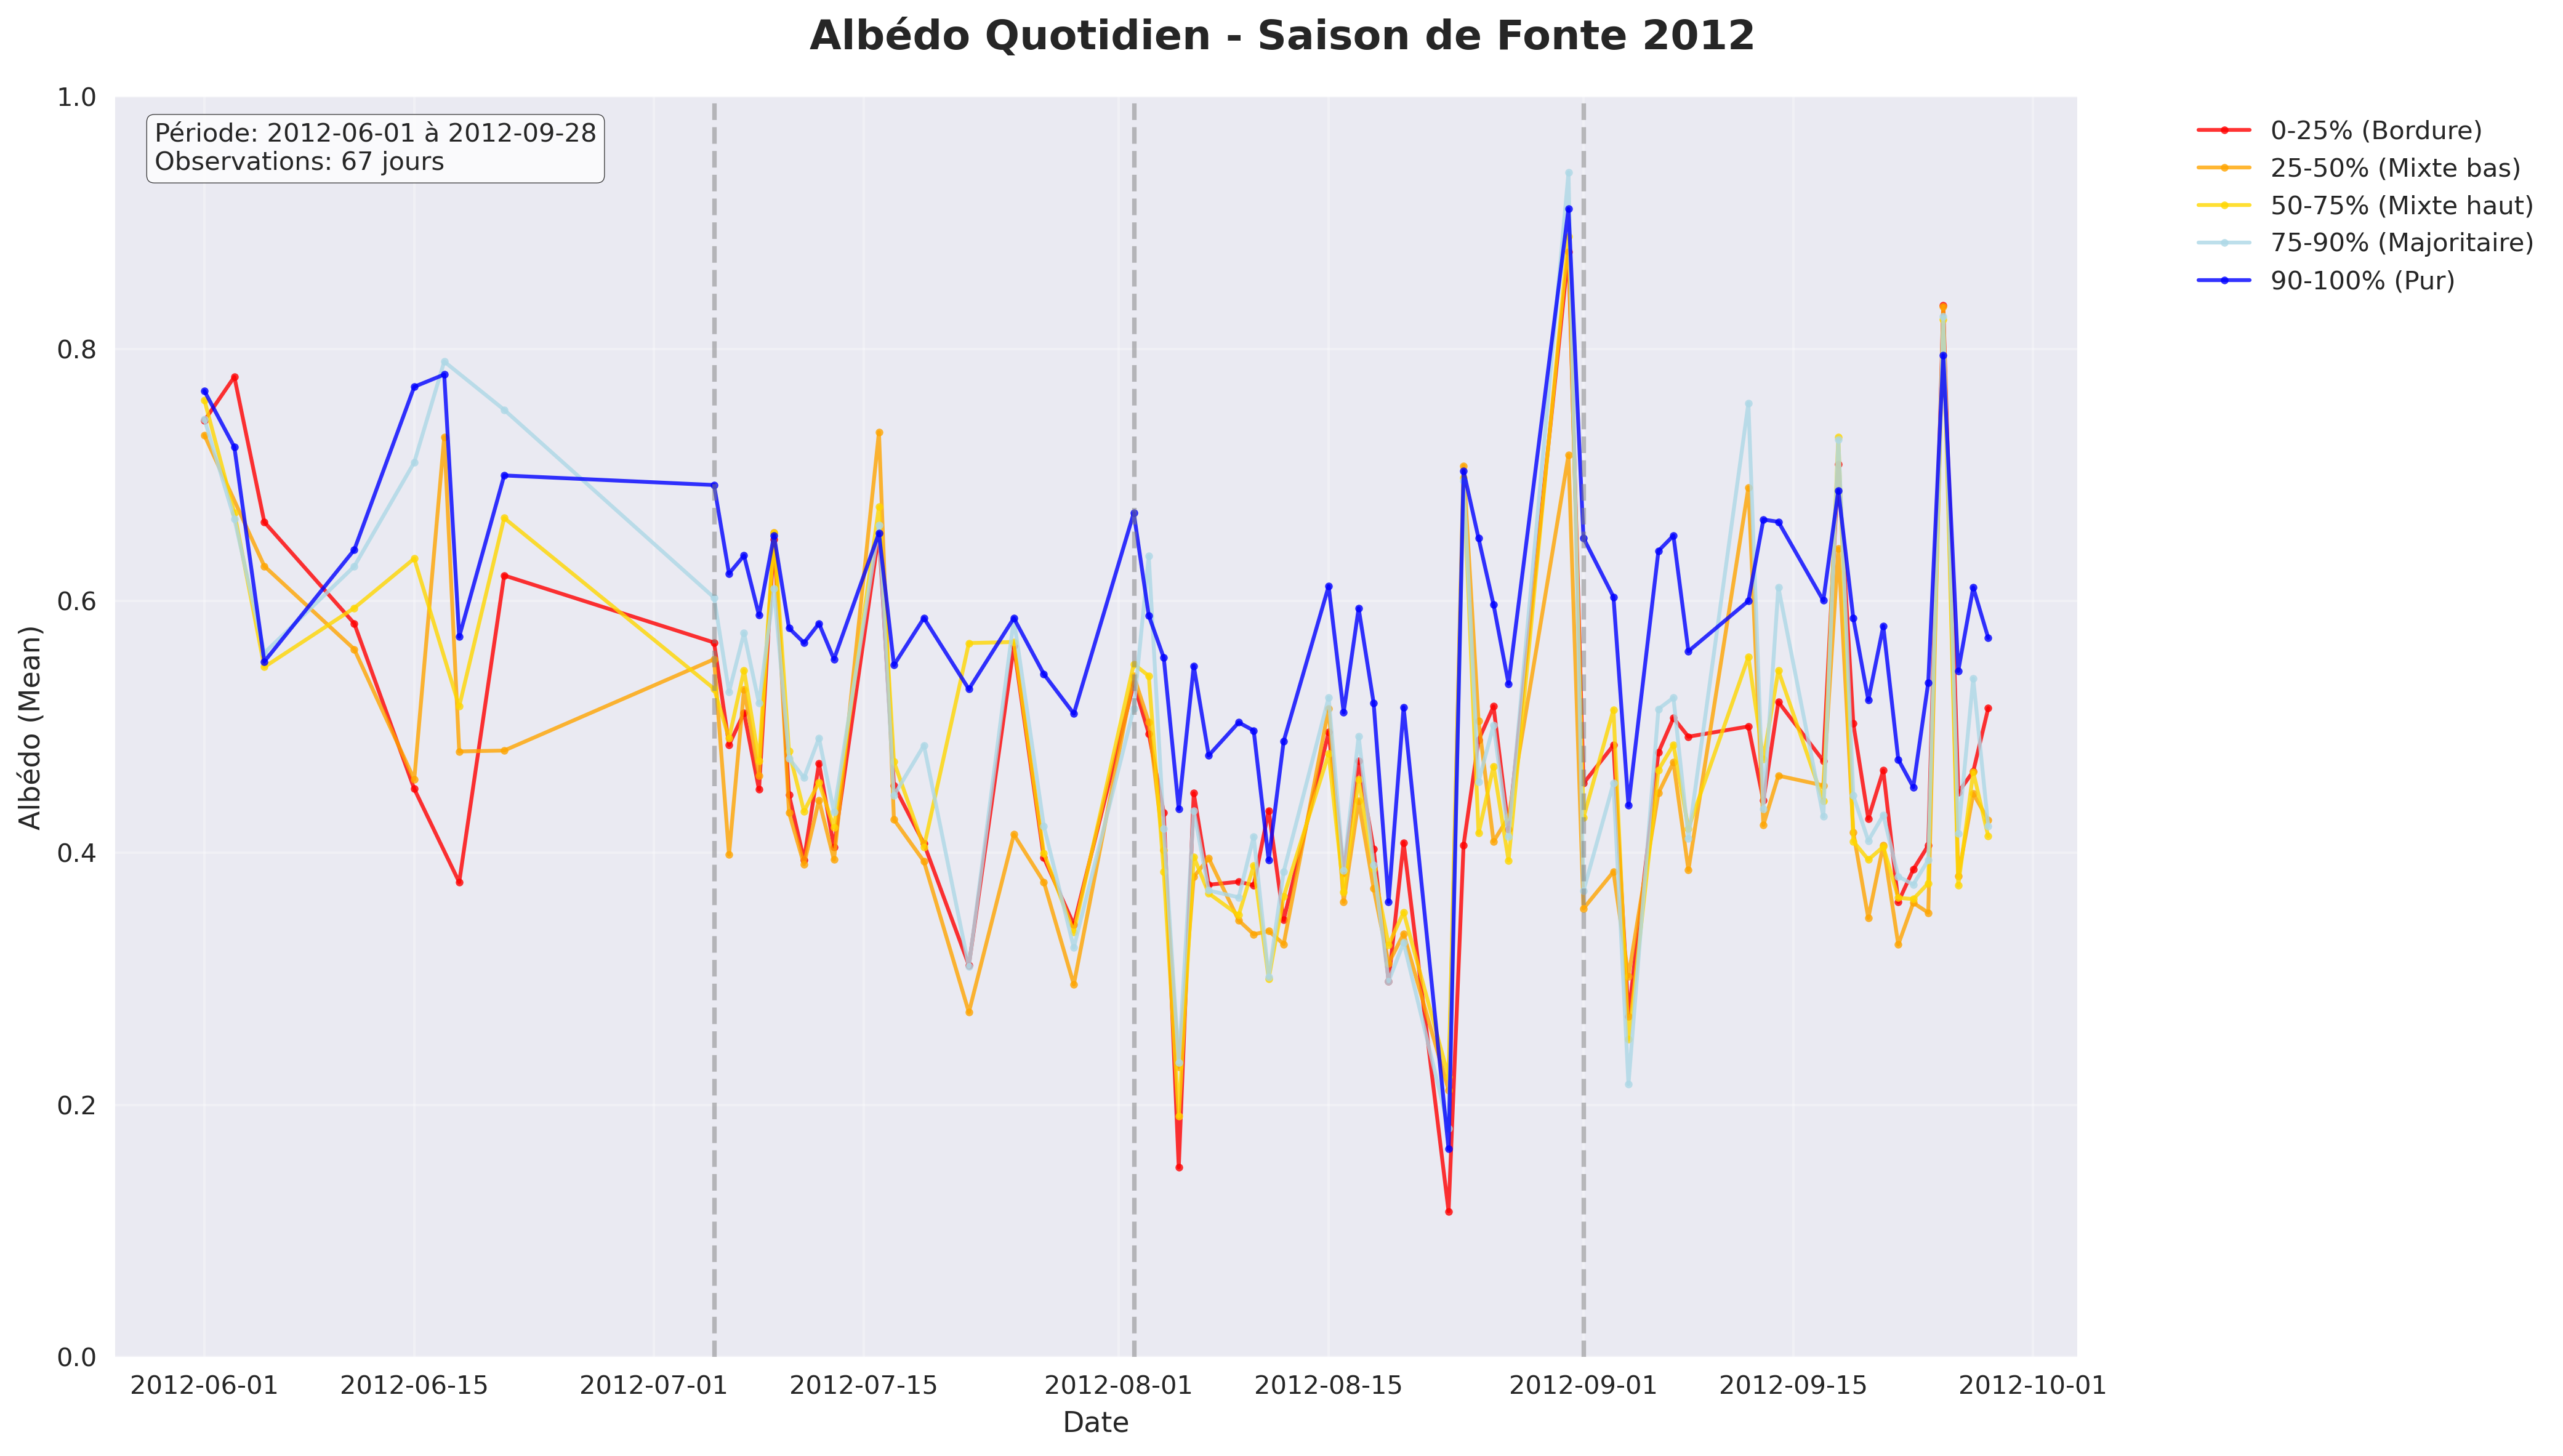 Albédo Quotidien - Saison de Fonte 2012
1.0
0.8
0.6
0.4
0.2
0.0
Albédo (Mean)
Période: 2012-06-01 à 2012-09-28
Observations: 67 jours
0-25% (Bordure)
25-50% (Mixte bas)
50-75% (Mixte haut)
75-90% (Majoritaire)
90-100% (Pur)
2012-06-01
2012-06-15
2012-07-01
2012-07-15
2012-08-01
2012-08-15
2012-09-01
2012-09-15
2012-10-01
Date